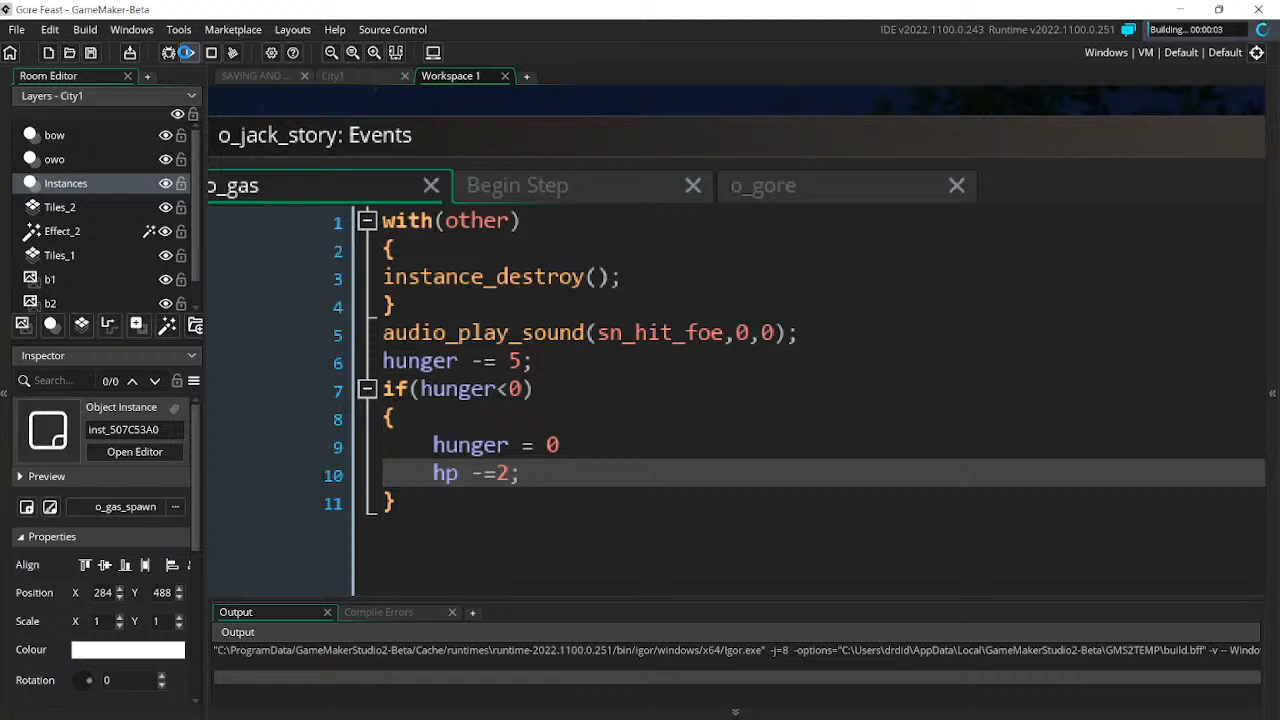 Gore Feast - GameMaker-Beta
File Edit Build Windows Tools Marketplace Layouts Help Source Control
IDE v2022.1100.0.243 Runtime v2022.1100.0.251
Building... 00:00:03
Windows | VM | Default | Default
Room Editor
SAVING AND ...
City1
Workspace 1
Layers - City1
bow
owo
Instances
Tiles_2
Effect_2
Tiles_1
b1
b2
Inspector
Search...
0/0
Object Instance
inst_507C53A0
Open Editor
Preview
o_gas_spawn
...
Properties
Align
Position X 284 Y 488
Scale X 1 Y 1
Colour
Rotation 0
o_jack_story: Events
o_gas
Begin Step
o_gore
1 with(other)
2 {
3 instance_destroy();
4 }
5 audio_play_sound(sn_hit_foe,0,0);
6 hunger -= 5;
7 if(hunger<0)
8 {
9 hunger = 0
10 hp -=2;
11 }
Output
Compile Errors
Output
"C:\ProgramData/GameMakerStudio2-Beta/Cache/runtimes\runtime-2022.1100.0.251/bin/igor/windows/x64/Igor.exe" -j=8 -options="C:\Users\drdid\AppData\Local\GameMakerStudio2-Beta\GMS2TEMP\build.bff" -v -- Windo